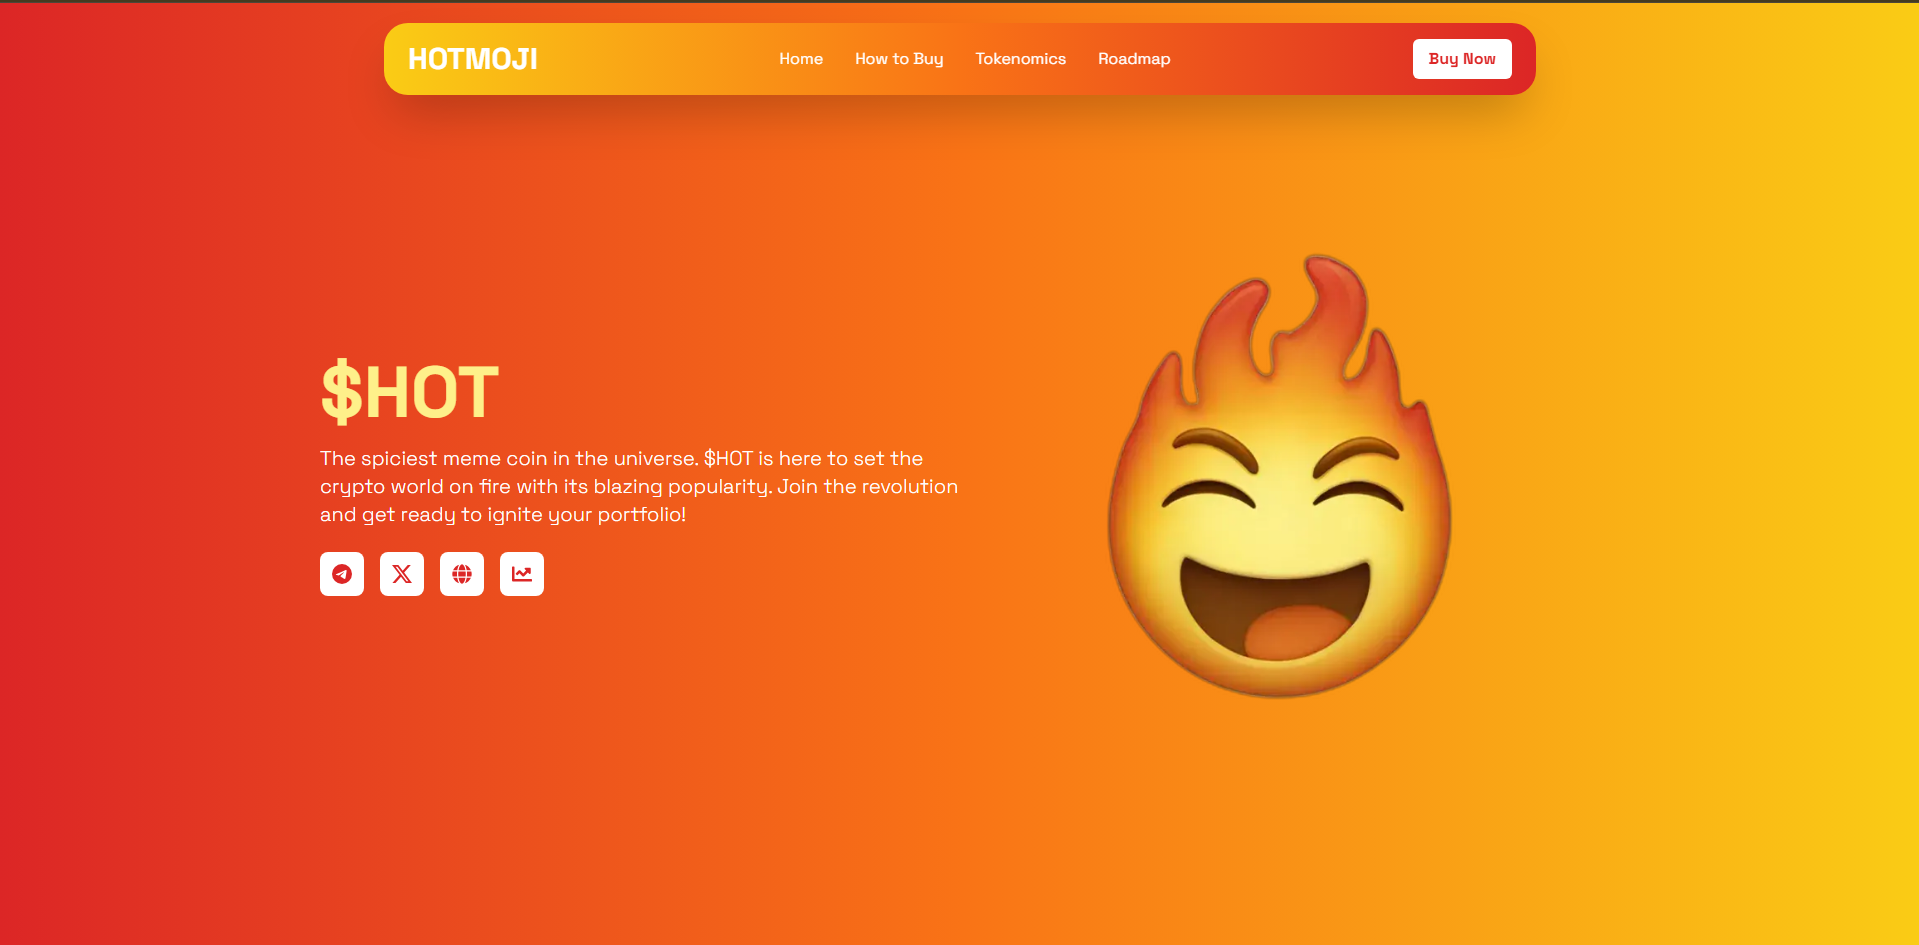 HOTMOJI
Home
How to Buy
Tokenomics
Roadmap
Buy Now
$HOT
The spiciest meme coin in the universe. $HOT is here to set the
crypto world on fire with its blazing popularity. Join the revolution
and get ready to ignite your portfolio!